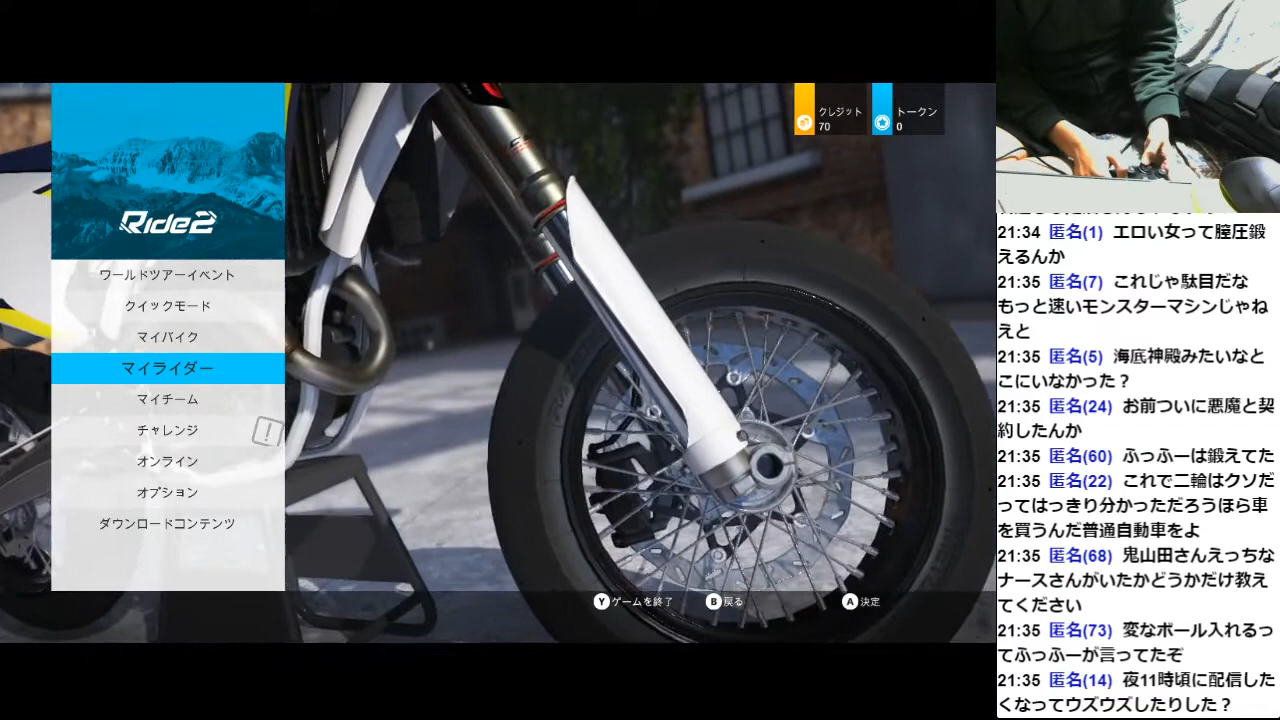 クレジット
70
トークン
0
Ride2
ワールドツアーイベント
クイックモード
マイバイク
マイライダー
マイチーム
チャレンジ
オンライン
オプション
ダウンロードコンテンツ
Y ゲームを終了
B 戻る
A 決定
21:34 匿名(1) エロい女って膣圧鍛
えるんか
21:35 匿名(7) これじゃ駄目だな
もっと速いモンスターマシンじゃね
えと
21:35 匿名(5) 海底神殿みたいなと
こにいなかった？
21:35 匿名(24) お前ついに悪魔と契
約したんか
21:35 匿名(60) ふっふーは鍛えてた
21:35 匿名(22) これで二輪はクソだ
ってはっきり分かっただろうほら車
を買うんだ普通自動車をよ
21:35 匿名(68) 鬼山田さんえっちな
ナースさんがいたかどうかだけ教え
てください
21:35 匿名(73) 変なボール入れるっ
てふっふーが言ってたぞ
21:35 匿名(14) 夜11時頃に配信した
くなってウズウズしたりした？